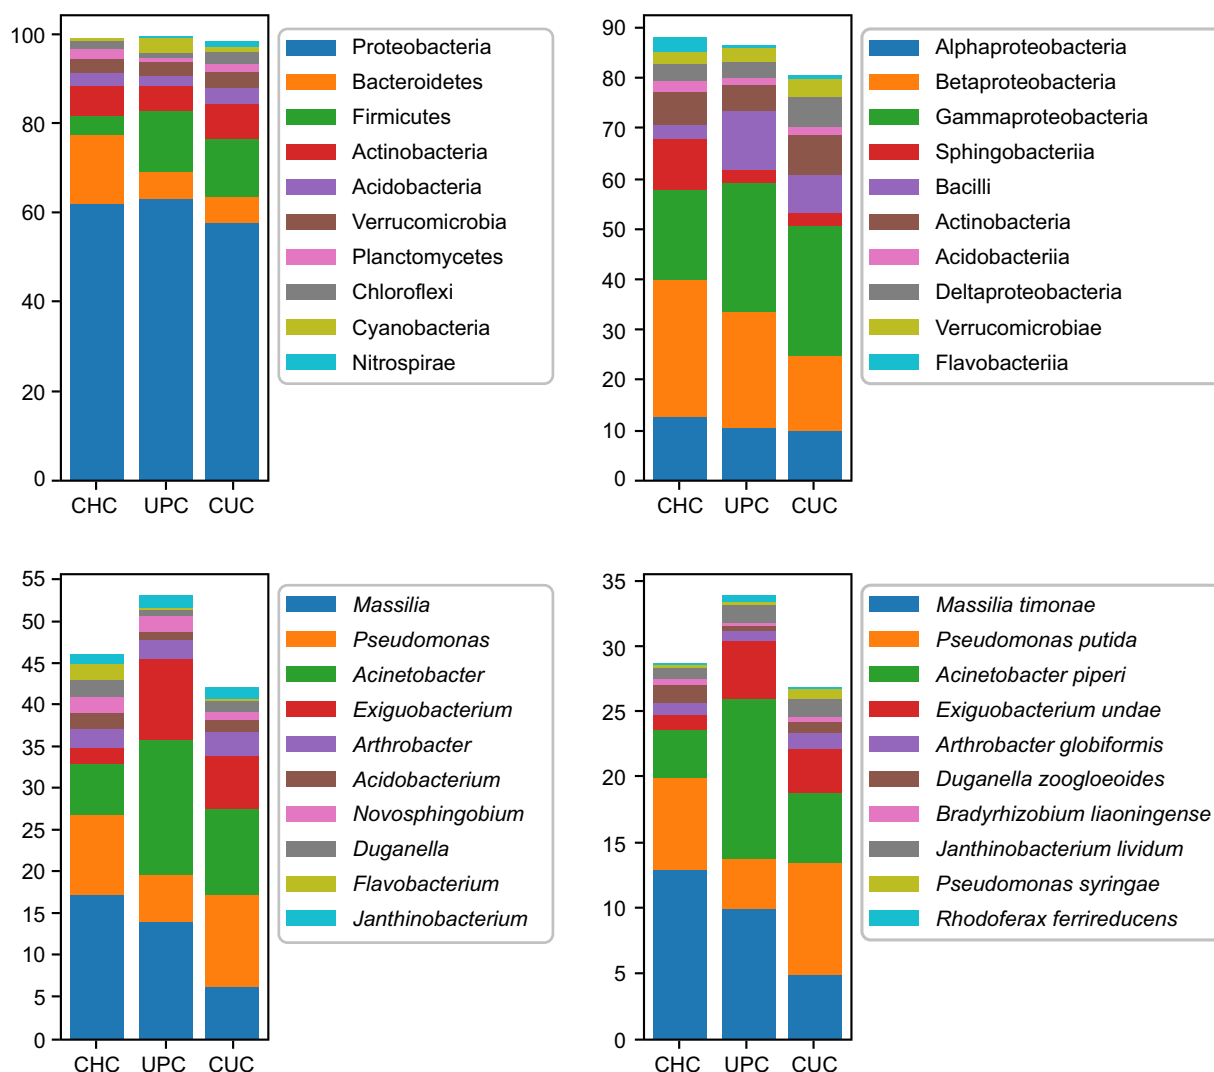 100
80
60
40
20
0
CHC UPC CUC
Proteobacteria
Bacteroidetes
Firmicutes
Actinobacteria
Acidobacteria
Verrucomicrobia
Planctomycetes
Chloroflexi
Cyanobacteria
Nitrospirae
90
80
70
60
50
40
30
20
10
0
CHC UPC CUC
Alphaproteobacteria
Betaproteobacteria
Gammaproteobacteria
Sphingobacteriia
Bacilli
Actinobacteria
Acidobacteriia
Deltaproteobacteria
Verrucomicrobiae
Flavobacteriia
55
50
45
40
35
30
25
20
15
10
5
0
CHC UPC CUC
Massilia
Pseudomonas
Acinetobacter
Exiguobacterium
Arthrobacter
Acidobacterium
Novosphingobium
Duganella
Flavobacterium
Janthinobacterium
35
30
25
20
15
10
5
0
CHC UPC CUC
Massilia timonae
Pseudomonas putida
Acinetobacter piperi
Exiguobacterium undae
Arthrobacter globiformis
Duganella zoogloeoides
Bradyrhizobium liaoningense
Janthinobacterium lividum
Pseudomonas syringae
Rhodoferax ferrireducens